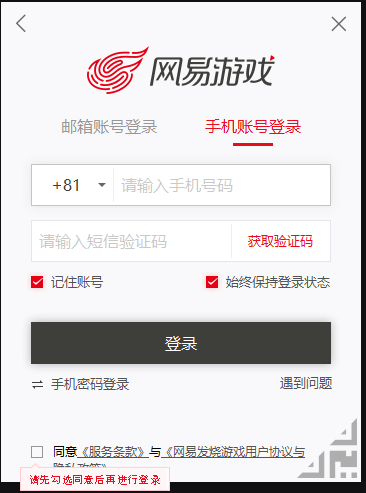 网易游戏
邮箱账号登录 手机账号登录
+81 请输入手机号码
请输入短信验证码 获取验证码
记住账号 始终保持登录状态
登录
手机密码登录 遇到问题
同意《服务条款》与《网易发烧游戏用户协议与
隐私政策》
请先勾选同意后再进行登录